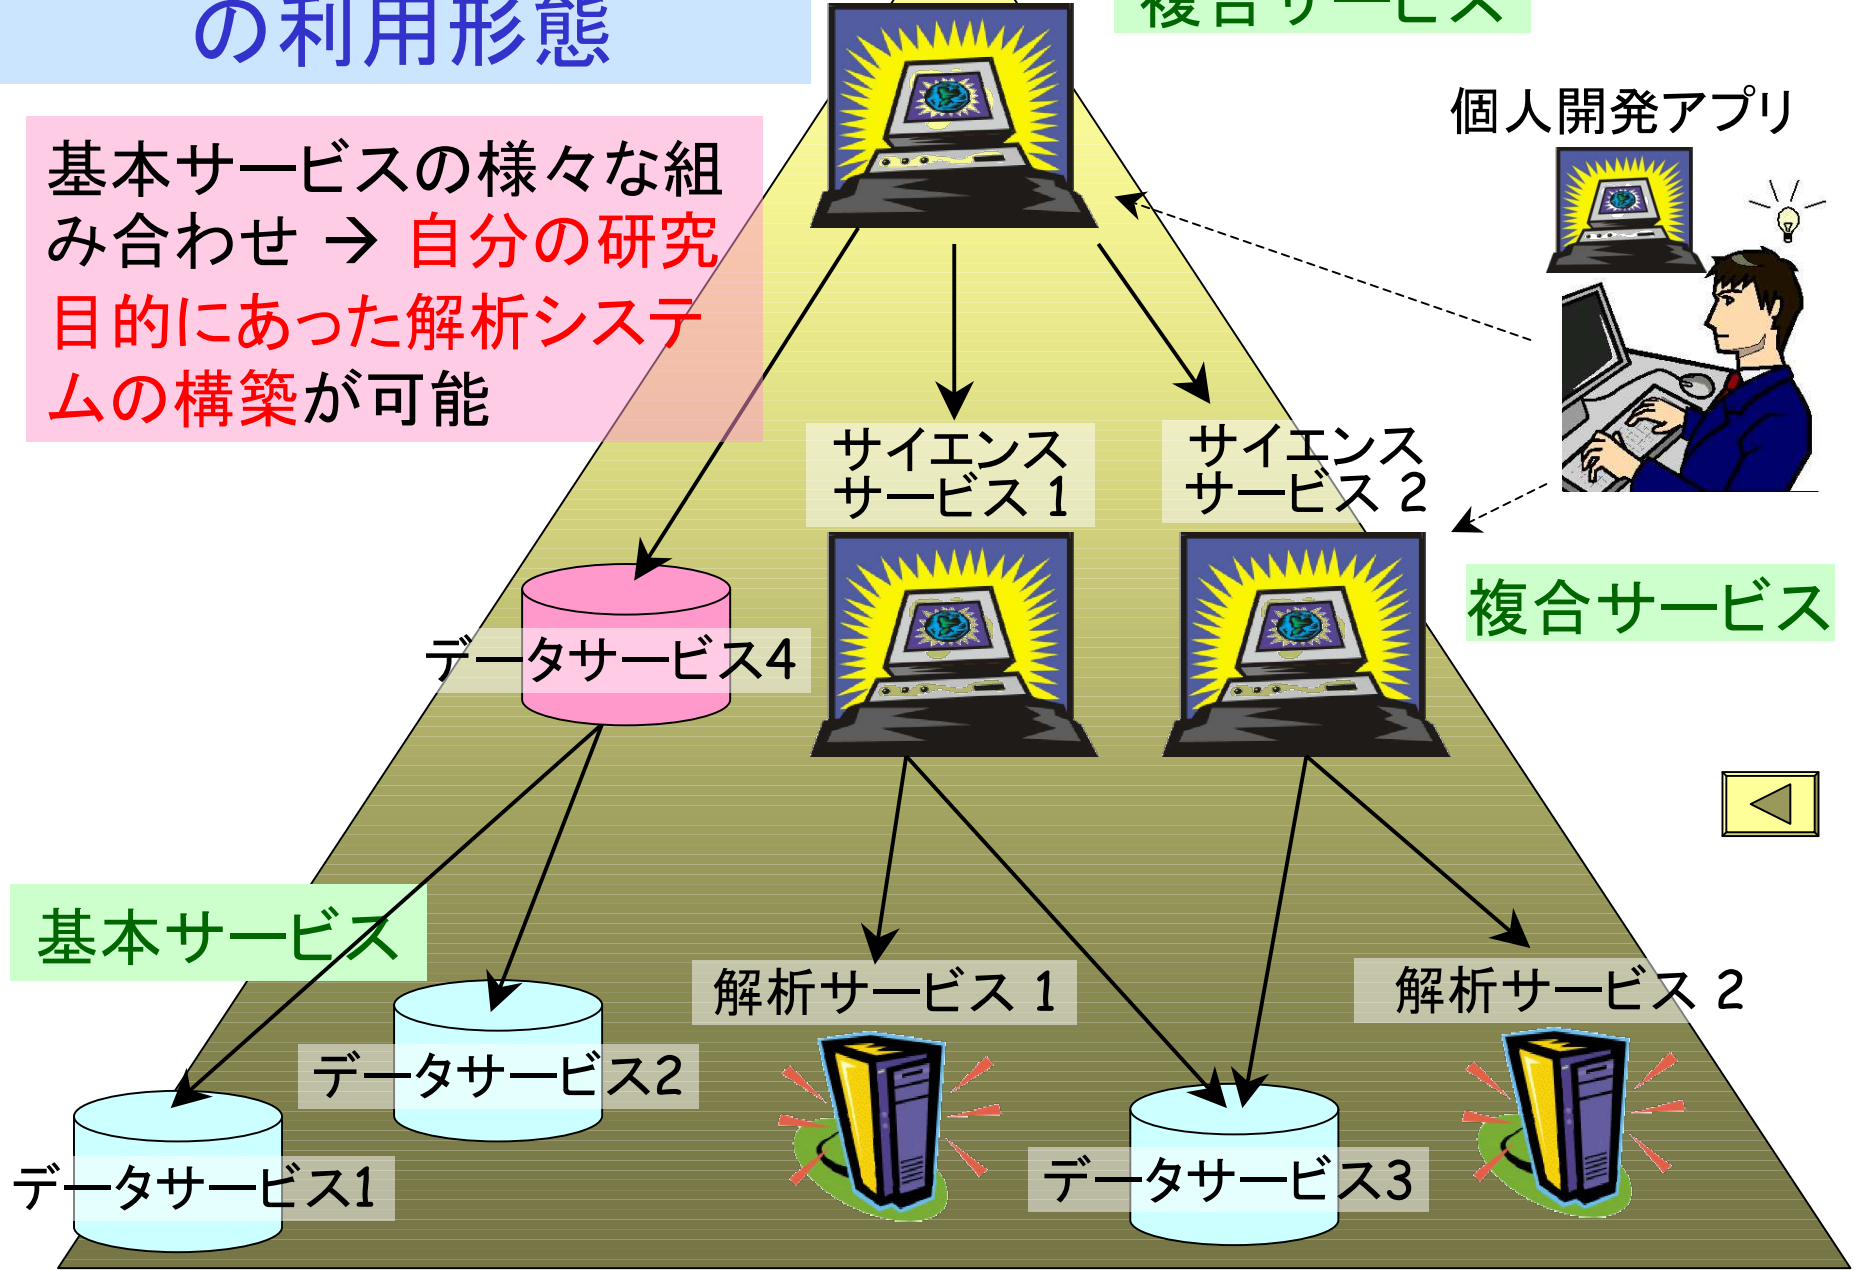 の利用形態
複合サービス
個人開発アプリ
基本サービスの様々な組
み合わせ → 自分の研究
目的にあった解析システ
ムの構築が可能
サイエンス
サービス 1
サイエンス
サービス 2
データサービス4
複合サービス
基本サービス
解析サービス 1
解析サービス 2
データサービス2
データサービス1
データサービス3